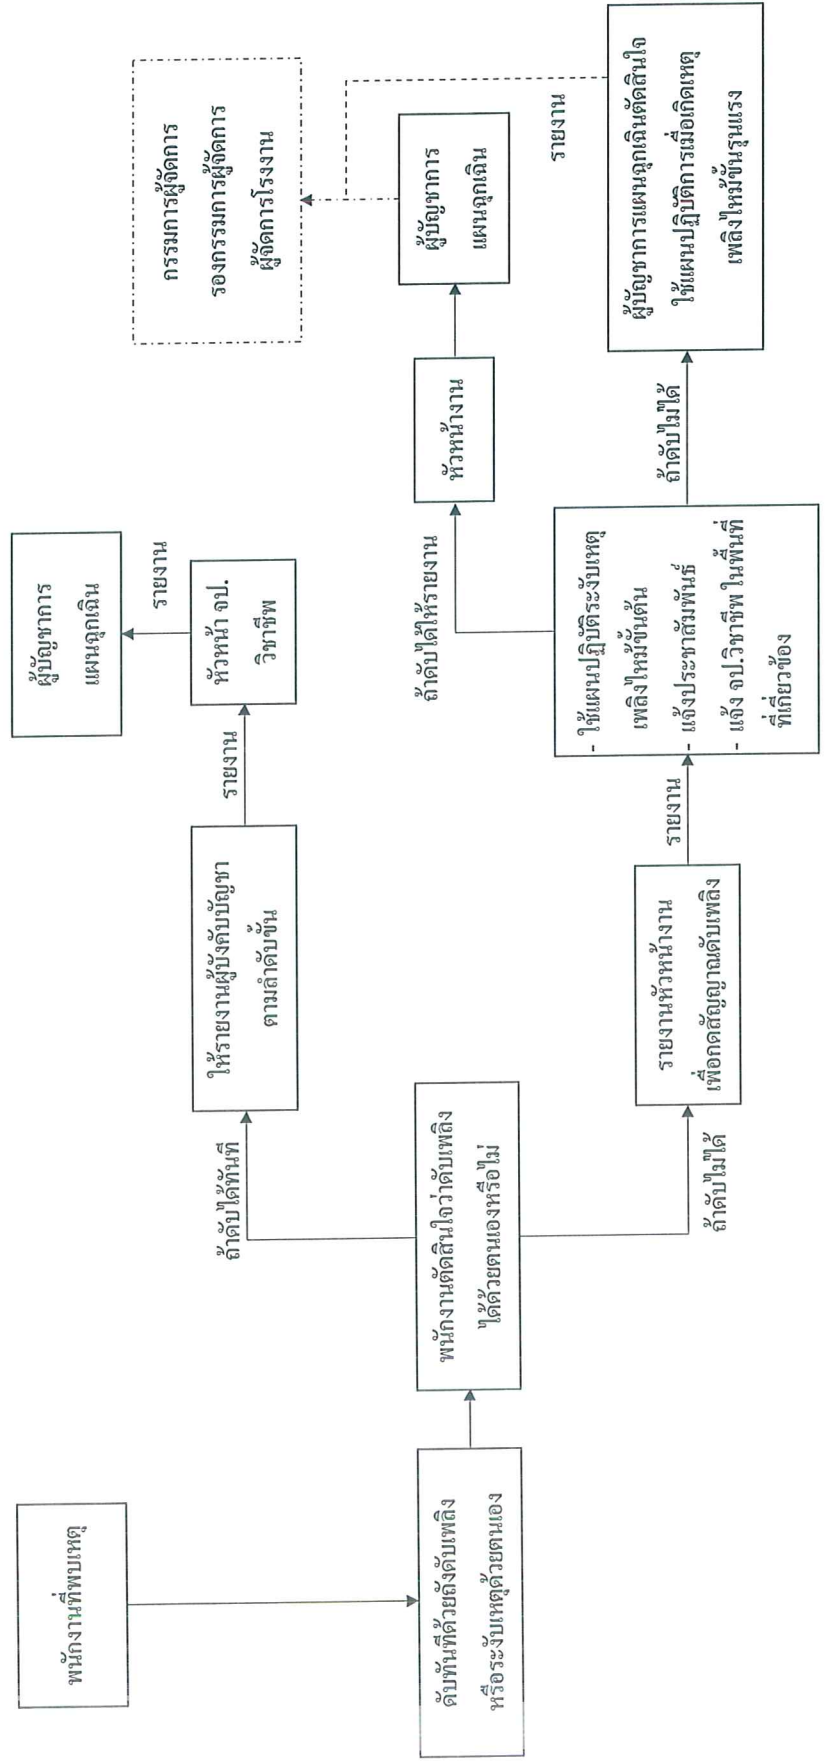 พนักงานที่พบเหตุ
ดับทันทีด้วยถังดับเพลิง
หรือระงับเหตุด้วยตนเอง
พนักงานตัดสินใจว่าดับเพลิง
ได้ด้วยตนเองหรือไม่
ถ้าดับได้ทันที
ให้รายงานผู้บังคับบัญชา
ตามลำดับขั้น
รายงาน
หัวหน้า จป.
วิชาชีพ
รายงาน
ผู้บัญชาการ
แผนฉุกเฉิน
ถ้าดับไม่ได้
รายงานหัวหน้างาน
เพื่อกดสัญญาณดับเพลิง
รายงาน
- ใช้แผนปฏิบัติระงับเหตุ
เพลิงไหม้ขั้นต้น
- แจ้งประชาสัมพันธ์
- แจ้ง จป.วิชาชีพ ในพื้นที่
ที่เกี่ยวข้อง
ถ้าดับได้ให้รายงาน
หัวหน้างาน
ผู้บัญชาการ
แผนฉุกเฉิน
กรรมการผู้จัดการ
รองกรรมการผู้จัดการ
ผู้จัดการโรงงาน
ถ้าดับไม่ได้
ผู้บัญชาการแผนฉุกเฉินตัดสินใจ
ใช้แผนปฏิบัติการเมื่อเกิดเหตุ
เพลิงไหม้ขั้นรุนแรง
รายงาน